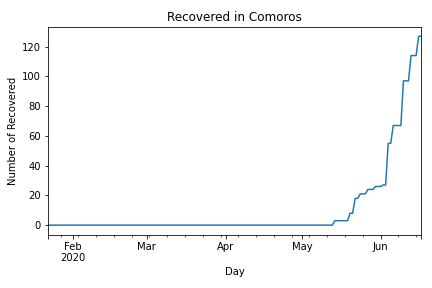 Recovered in Comoros
Number of Recovered
120
100
80
60
40
20
0
Feb
2020
Mar
Apr
May
Jun
Day